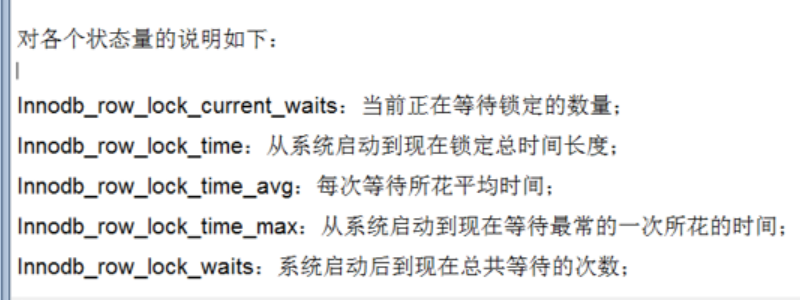 对各个状态量的说明如下：
Innodb_row_lock_current_waits：当前正在等待锁定的数量；
Innodb_row_lock_time：从系统启动到现在锁定总时间长度；
Innodb_row_lock_time_avg：每次等待所花平均时间；
Innodb_row_lock_time_max：从系统启动到现在等待最常的一次所花的时间；
Innodb_row_lock_waits：系统启动后到现在总共等待的次数；